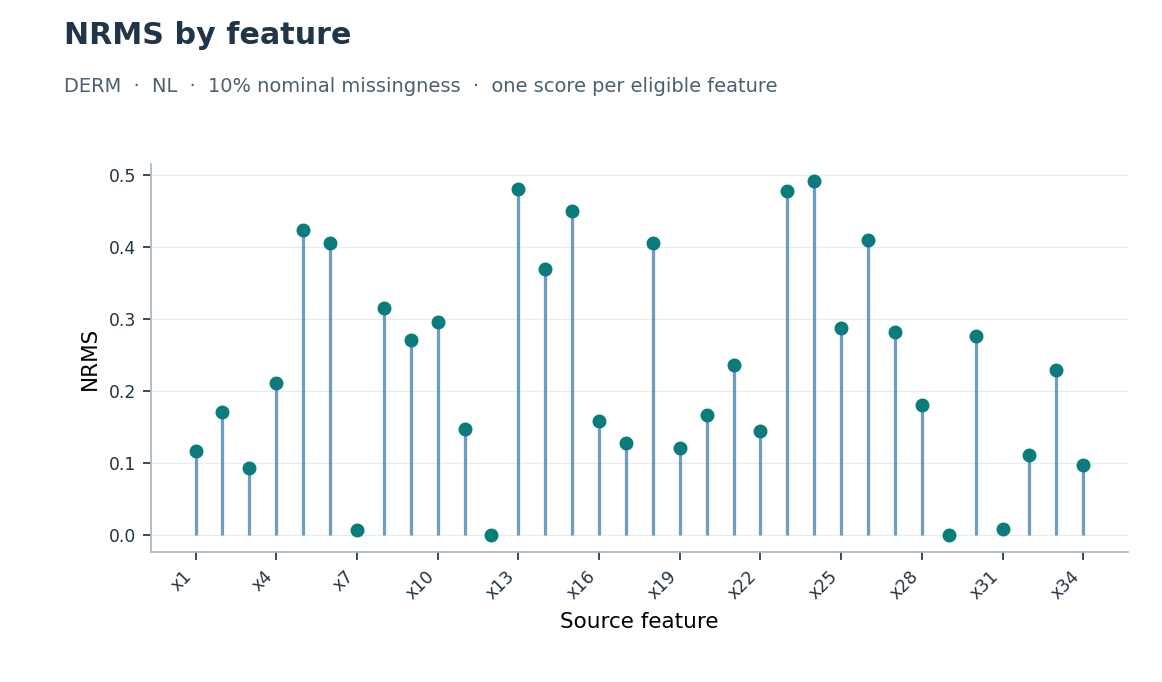 NRMS by feature
DERM · NL · 10% nominal missingness · one score per eligible feature
0.5
0.4
0.3
0.2
0.1
0.0
NRMS
x1 x4 x7 x10 x13 x16 x19 x22 x25 x28 x31 x34
Source feature